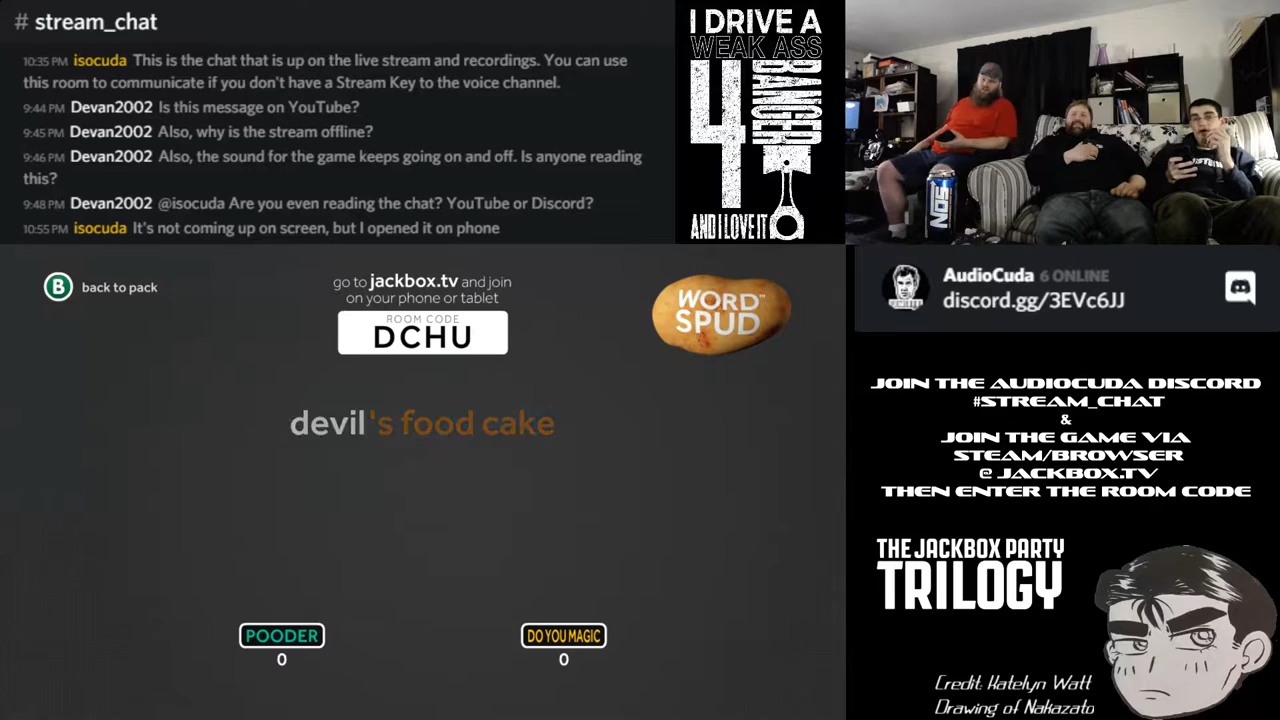 # stream_chat
10:35 PM isocuda This is the chat that is up on the live stream and recordings. You can use
this room to communicate if you don't have a Steam Key to the voice channel.
9:44 PM Devan2002 Is this message on YouTube?
9:45 PM Devan2002 Also, why is the stream offline?
9:46 PM Devan2002 Also, the sound for the game keeps going on and off. Is anyone reading
this?
9:48 PM Devan2002 @isocuda Are you even reading the chat? YouTube or Discord?
10:55 PM isocuda It's not coming up on screen, but I opened it on phone
I DRIVE A
WEAK ASS
4
BANGER
AND I LOVE IT
NOS
B back to pack
go to jackbox.tv and join
on your phone or tablet
ROOM CODE
DCHU
WORD
SPUD™
AudioCuda 6 ONLINE
discord.gg/3EVc6JJ
devil's food cake
POODER
0
DO YOU MAGIC
0
JOIN THE AUDIOCUDA DISCORD
#STREAM_CHAT
&
JOIN THE GAME VIA
STEAM/BROWSER
@ JACKBOX.TV
THEN ENTER THE ROOM CODE
THE JACKBOX PARTY
TRILOGY
Credit: Katelyn Watt
Drawing of Nakazato